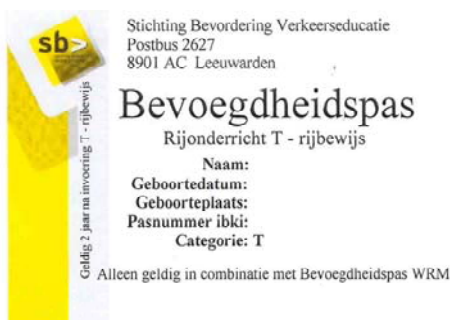 sb>
Stichting Bevordering Verkeerseducatie
Postbus 2627
8901 AC Leeuwarden
Bevoegdheidspas
Rijonderricht T - rijbewijs
Naam:
Geboortedatum:
Geboorteplaats:
Pasnummer ibki:
Categorie: T
Geldig 2 jaar na invoering T - rijbewijs
Alleen geldig in combinatie met Bevoegdheidspas WRM